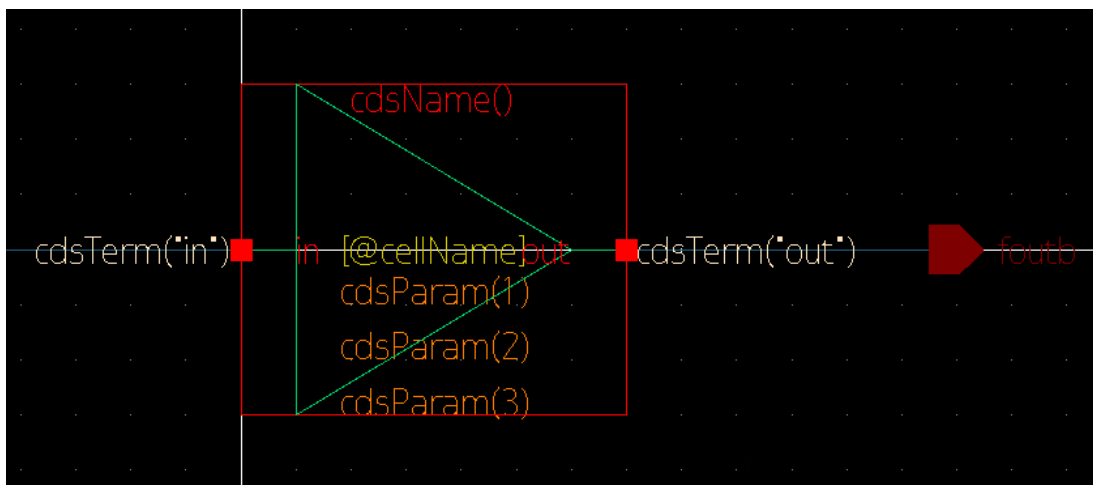 cdsName()
cdsTerm("in") in [@cellName] out cdsTerm("out") foutb
cdsParam(1)
cdsParam(2)
cdsParam(3)